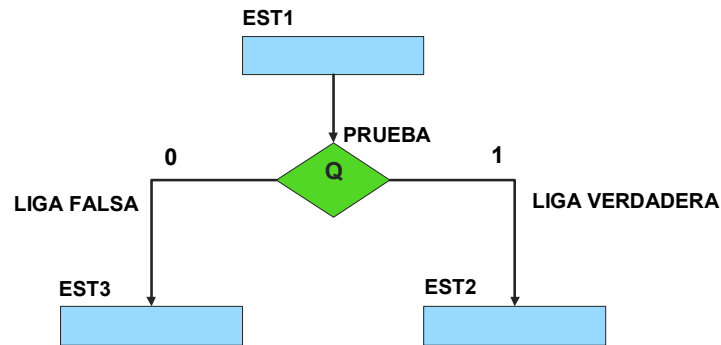 EST1
PRUEBA
0
Q
1
LIGA FALSA
LIGA VERDADERA
EST3
EST2